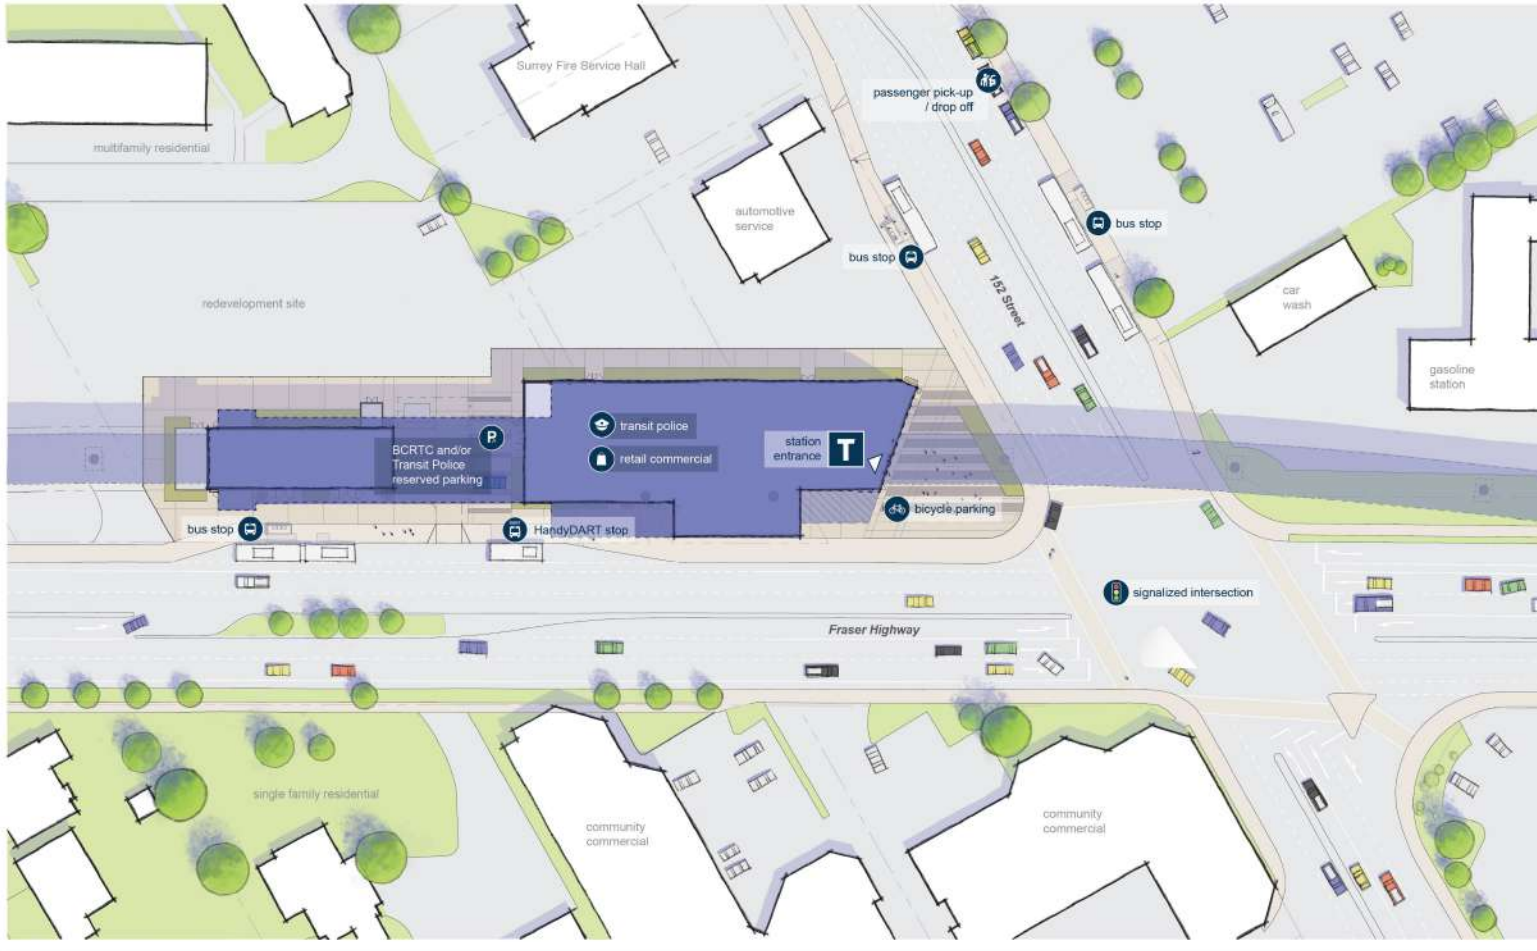 Surrey Fire Service Hall
passenger pick-up
/ drop off
multifamily residential
automotive
service
bus stop
bus stop
152 Street
car
wash
redevelopment site
gasoline
station
transit police
P
BCRTC and/or
Transit Police
reserved parking
retail commercial
station
entrance
T
bicycle parking
bus stop
HandyDART stop
signalized intersection
Fraser Highway
single family residential
community
commercial
community
commercial